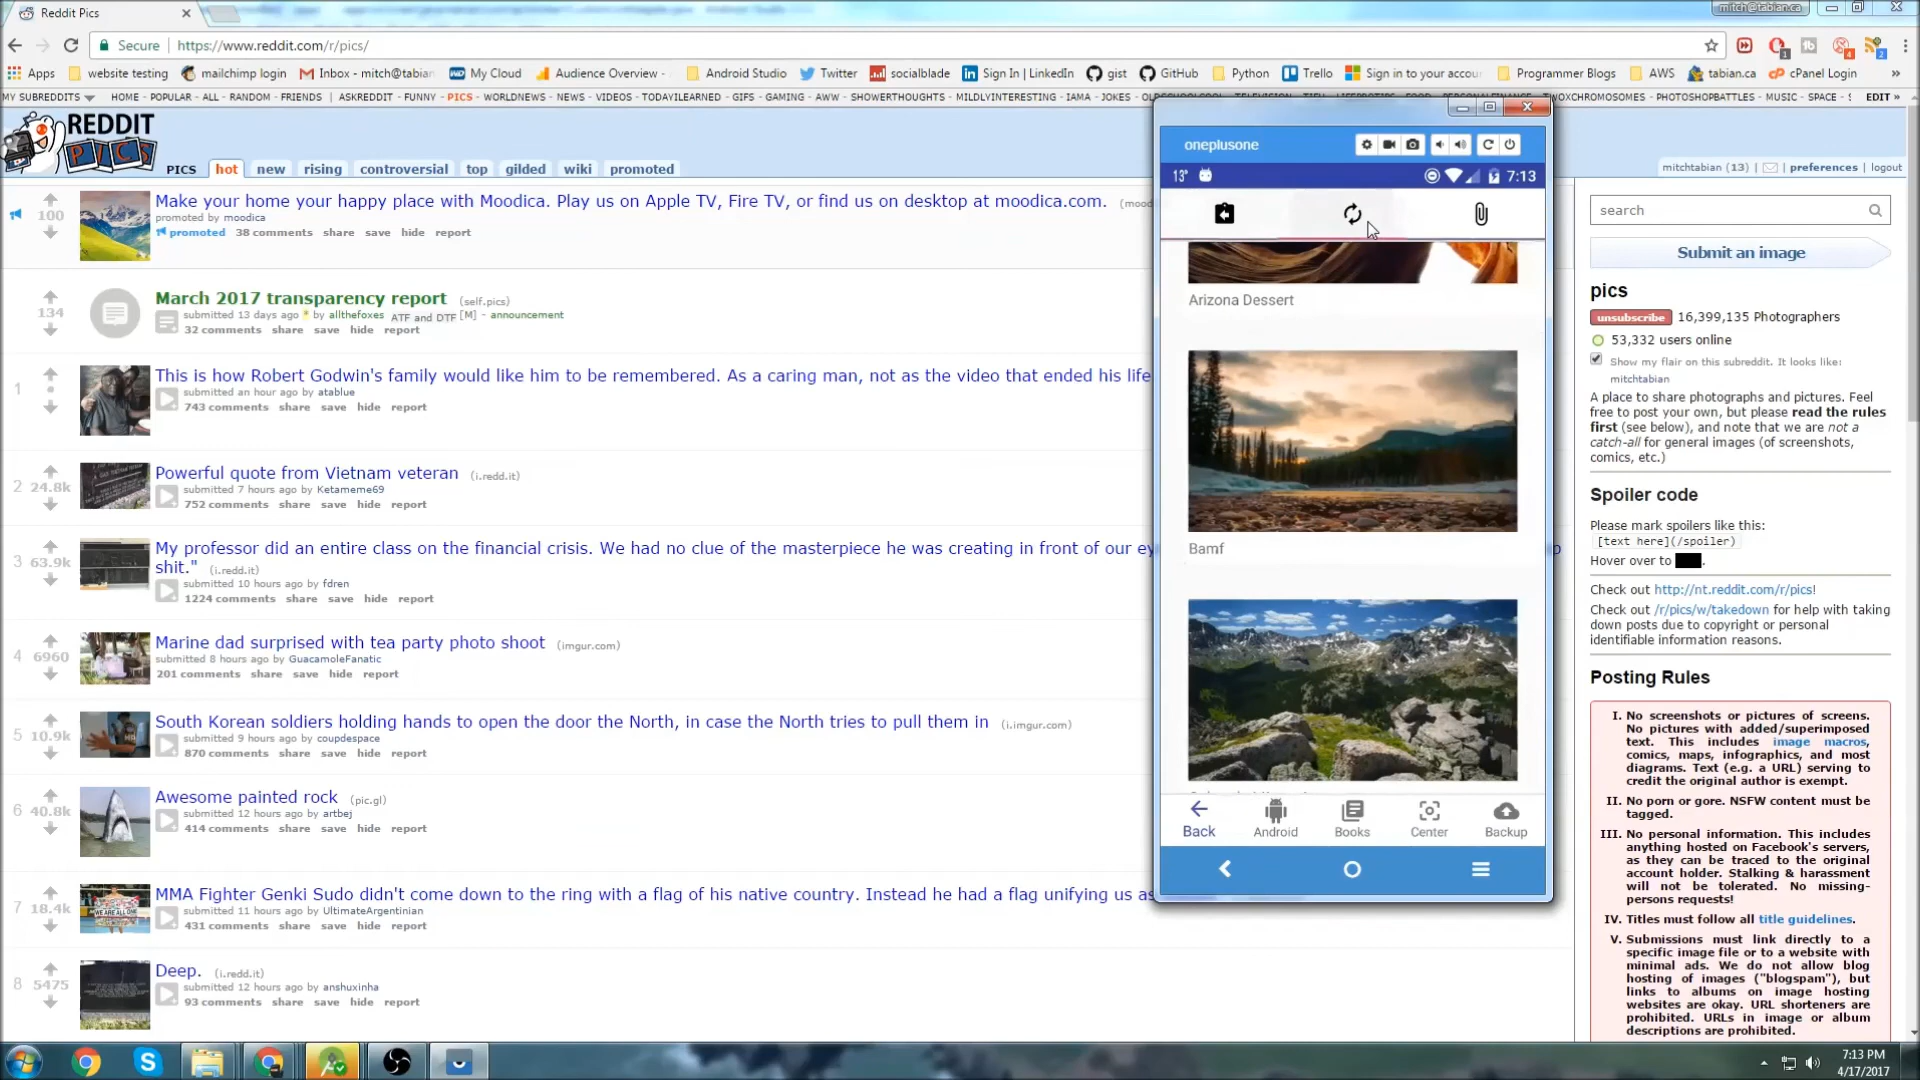 Reddit Pics
mitch@tabian.ca
Secure
https://www.reddit.com/r/pics/
Apps
website testing
mailchimp login
Inbox - mitch@tabian
My Cloud
Audience Overview -
Android Studio
Twitter
socialblade
Sign In | LinkedIn
gist
GitHub
Python
Trello
Sign in to your accou
Programmer Blogs
AWS
tabian.ca
cPanel Login
MY SUBREDDITS
HOME - POPULAR - ALL - RANDOM - FRIENDS | ASKREDDIT - FUNNY - PICS - WORLDNEWS - NEWS - VIDEOS - TODAYILEARNED - GIFS - GAMING - AWW - SHOWERTHOUGHTS - MILDLYINTERESTING - IAMA - JOKES
WOXCHROMOSOMES - PHOTOSHOPBATTLES - MUSIC - SPACE
EDIT »
REDDIT
PICS
PICS hot new rising controversial top gilded wiki promoted
mitchtabian (13) | | preferences | logout
100
Make your home your happy place with Moodica. Play us on Apple TV, Fire TV, or find us on desktop at moodica.com. (mood
promoted by moodica
promoted 38 comments share save hide report
134
March 2017 transparency report (self.pics)
submitted 13 days ago * by allthefoxes ATF and DTF [M] - announcement
32 comments share save hide report
1
This is how Robert Godwin's family would like him to be remembered. As a caring man, not as the video that ended his life
submitted an hour ago by atablue
743 comments share save hide report
2 24.8k
Powerful quote from Vietnam veteran (i.redd.it)
submitted 7 hours ago by Ketameme69
752 comments share save hide report
3 63.9k
My professor did an entire class on the financial crisis. We had no clue of the masterpiece he was creating in front of our ey
shit." (i.redd.it)
submitted 10 hours ago by fdren
1224 comments share save hide report
4 6960
Marine dad surprised with tea party photo shoot (imgur.com)
submitted 8 hours ago by GuacamoleFanatic
201 comments share save hide report
5 10.9k
South Korean soldiers holding hands to open the door the North, in case the North tries to pull them in (i.imgur.com)
submitted 9 hours ago by coupdespace
870 comments share save hide report
6 40.8k
Awesome painted rock (pic.gl)
submitted 12 hours ago by artbej
414 comments share save hide report
7 18.4k
MMA Fighter Genki Sudo didn't come down to the ring with a flag of his native country. Instead he had a flag unifying us as
submitted 11 hours ago by UltimateArgentinian
431 comments share save hide report
8 5475
Deep. (i.redd.it)
submitted 12 hours ago by anshuxinha
93 comments share save hide report
oneplusone
13° 7:13
Arizona Dessert
Bamf
Back Android Books Center Backup
search
Submit an image
pics
unsubscribe 16,399,135 Photographers
53,332 users online
Show my flair on this subreddit. It looks like:
mitchtabian
A place to share photographs and pictures. Feel
free to post your own, but please read the rules
first (see below), and note that we are not a
catch-all for general images (of screenshots,
comics, etc.)
Spoiler code
Please mark spoilers like this:
[text here](/spoiler)
Hover over to .
Check out http://nt.reddit.com/r/pics!
Check out /r/pics/w/takedown for help with taking
down posts due to copyright or personal
identifiable information reasons.
Posting Rules
I. No screenshots or pictures of screens.
No pictures with added/superimposed
text. This includes image macros,
comics, maps, infographics, and most
diagrams. Text (e.g. a URL) serving to
credit the original author is exempt.
II. No porn or gore. NSFW content must be
tagged.
III. No personal information. This includes
anything hosted on Facebook's servers,
as they can be traced to the original
account holder. Stalking & harassment
will not be tolerated. No missing-
persons requests!
IV. Titles must follow all title guidelines.
V. Submissions must link directly to a
specific image file or to a website with
minimal ads. We do not allow blog
hosting of images ("blogspam"), but
links to albums on image hosting
websites are okay. URL shorteners are
prohibited. URLs in image or album
descriptions are prohibited.
7:13 PM
4/17/2017